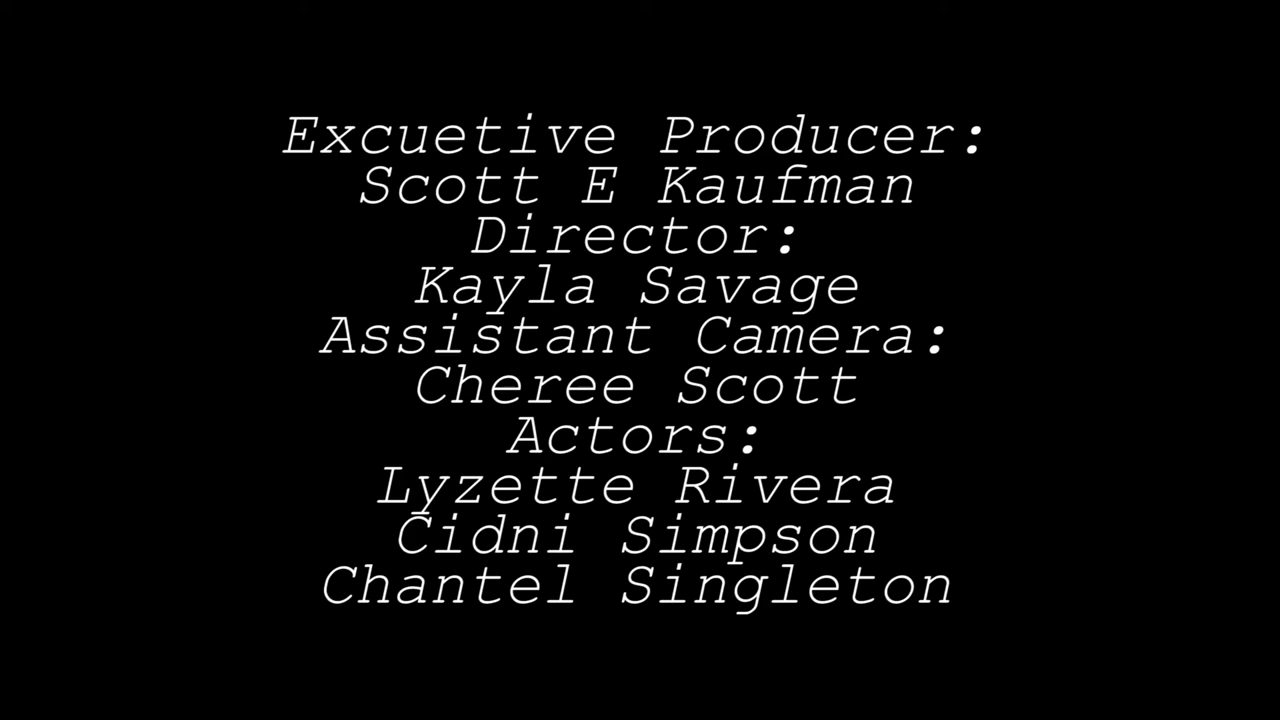 Excuetive Producer:
Scott E Kaufman
Director:
Kayla Savage
Assistant Camera:
Cheree Scott
Actors:
Lyzette Rivera
Cidni Simpson
Chantel Singleton